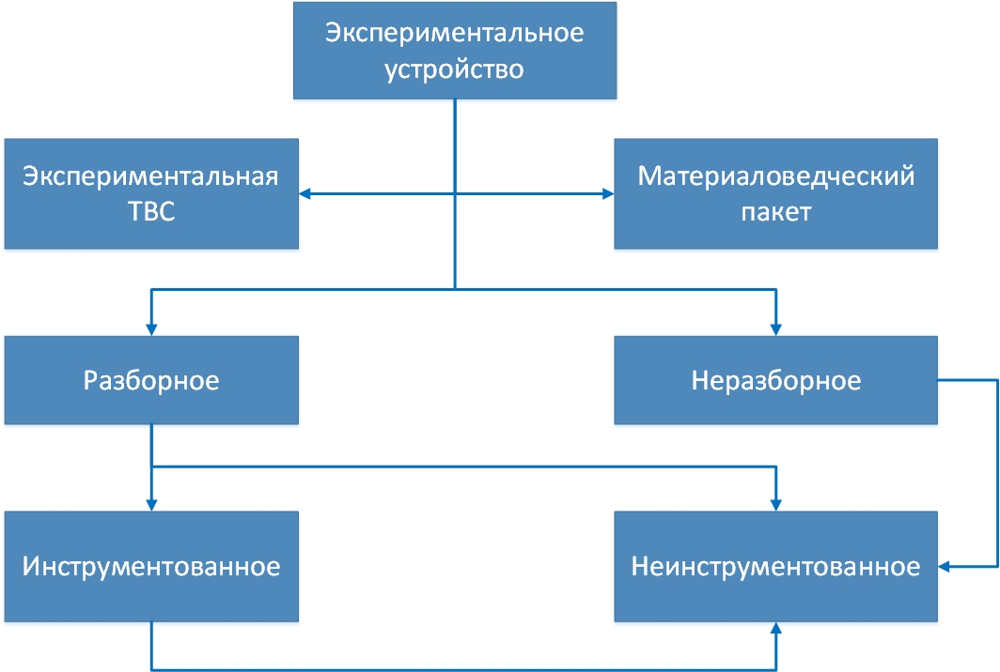 Экспериментальное
устройство
Экспериментальная
ТВС
Материаловедческий
пакет
Разборное
Неразборное
Инструментованное
Неинструментованное